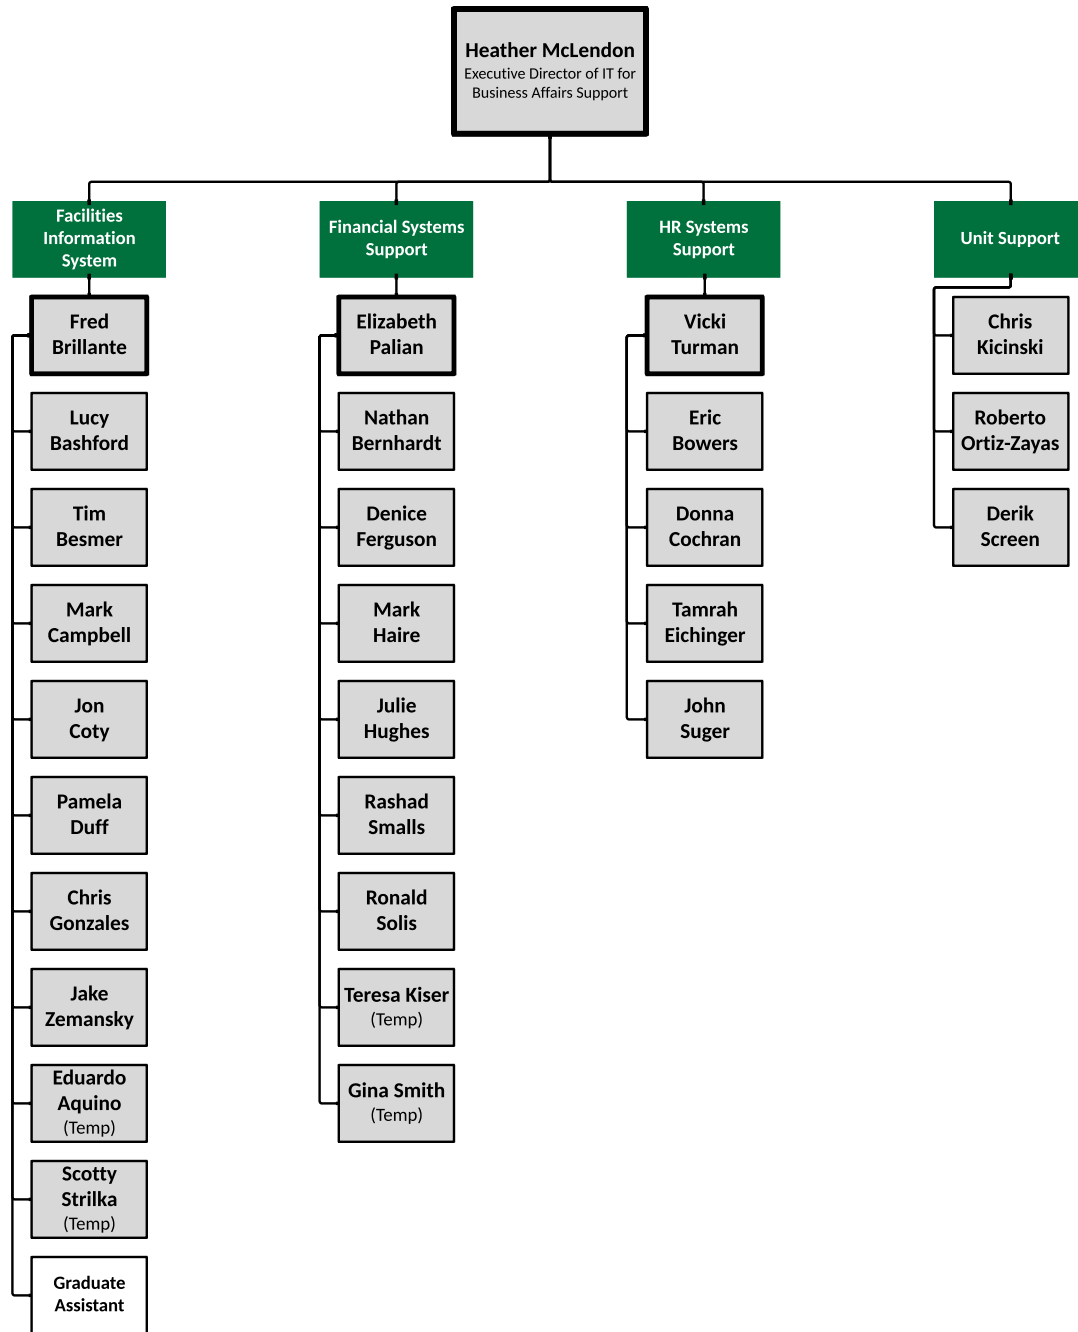 Heather McLendon
Executive Director of IT for
Business Affairs Support
Facilities
Information
System
Fred
Brillante
Lucy
Bashford
Tim
Besmer
Mark
Campbell
Jon
Coty
Pamela
Duff
Chris
Gonzales
Jake
Zemansky
Eduardo
Aquino
(Temp)
Scotty
Strilka
(Temp)
Graduate
Assistant
Financial Systems
Support
Elizabeth
Palian
Nathan
Bernhardt
Denice
Ferguson
Mark
Haire
Julie
Hughes
Rashad
Smalls
Ronald
Solis
Teresa Kiser
(Temp)
Gina Smith
(Temp)
HR Systems
Support
Vicki
Turman
Eric
Bowers
Donna
Cochran
Tamrah
Eichinger
John
Suger
Unit Support
Chris
Kicinski
Roberto
Ortiz-Zayas
Derik
Screen